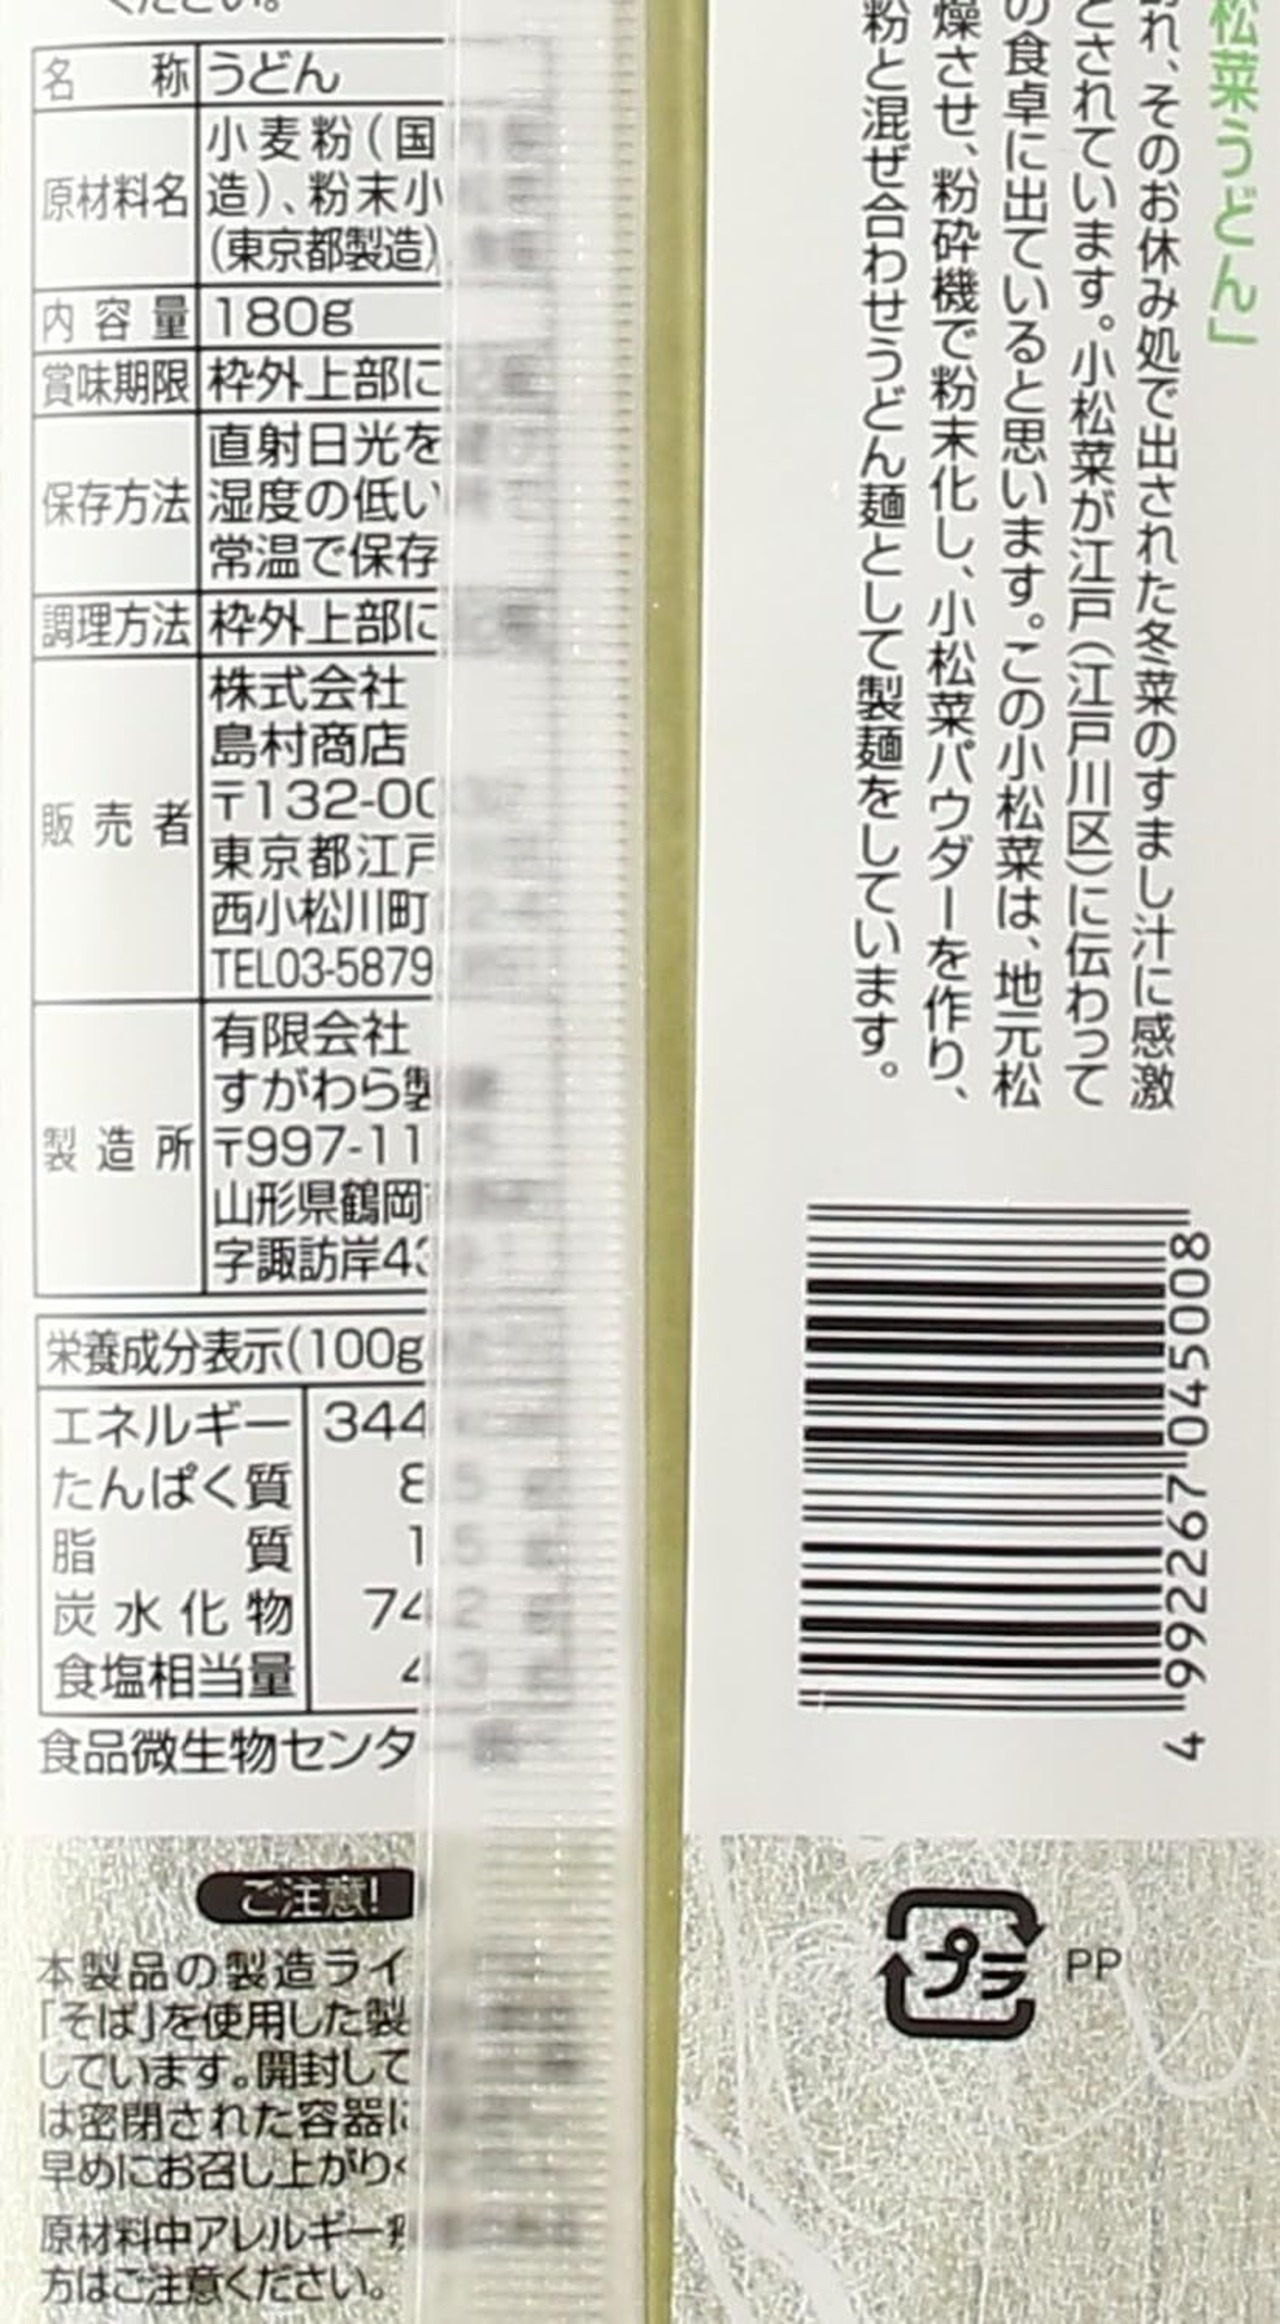 ください。
名称 うどん
原材料名 小麦粉(国
造)、粉末小
(東京都製造)
内容量 180g
賞味期限 枠外上部に
保存方法 直射日光を
湿度の低い
常温で保存
調理方法 枠外上部に
販売者 株式会社
島村商店
〒132-00
東京都江戸
西小松川町
TEL03-5879
製造所 有限会社
すがわら製
〒997-11
山形県鶴岡
字諏訪岸43
栄養成分表示(100g
エネルギー 344
たんぱく質 8
脂質 1
炭水化物 74
食塩相当量 4
食品微生物センタ
ご注意!
本製品の製造ライ
「そば」を使用した製
しています。開封して
は密閉された容器に
早めにお召し上がりく
原材料中アレルギー
方はご注意ください。
松菜うどん」
れ、そのお休み処で出された冬菜のすまし汁に感激
とされています。小松菜が江戸(江戸川区)に伝わって
の食卓に出ていると思います。この小松菜は、地元松
燥させ、粉砕機で粉末化し、小松菜パウダーを作り、
粉と混ぜ合わせうどん麺として製麺をしています。
4 992267 045008
プラ PP